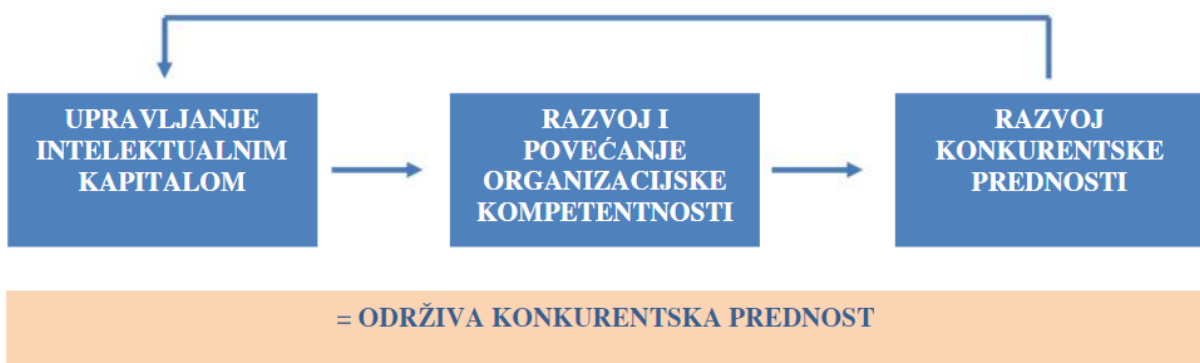 UPRAVLJANJE
INTELEKTUALNIM
KAPITALOM
RAZVOJ I
POVEĆANJE
ORGANIZACIJSKE
KOMPETENTNOSTI
RAZVOJ
KONKURENTSKE
PREDNOSTI
= ODRŽIVA KONKURENTSKA PREDNOST